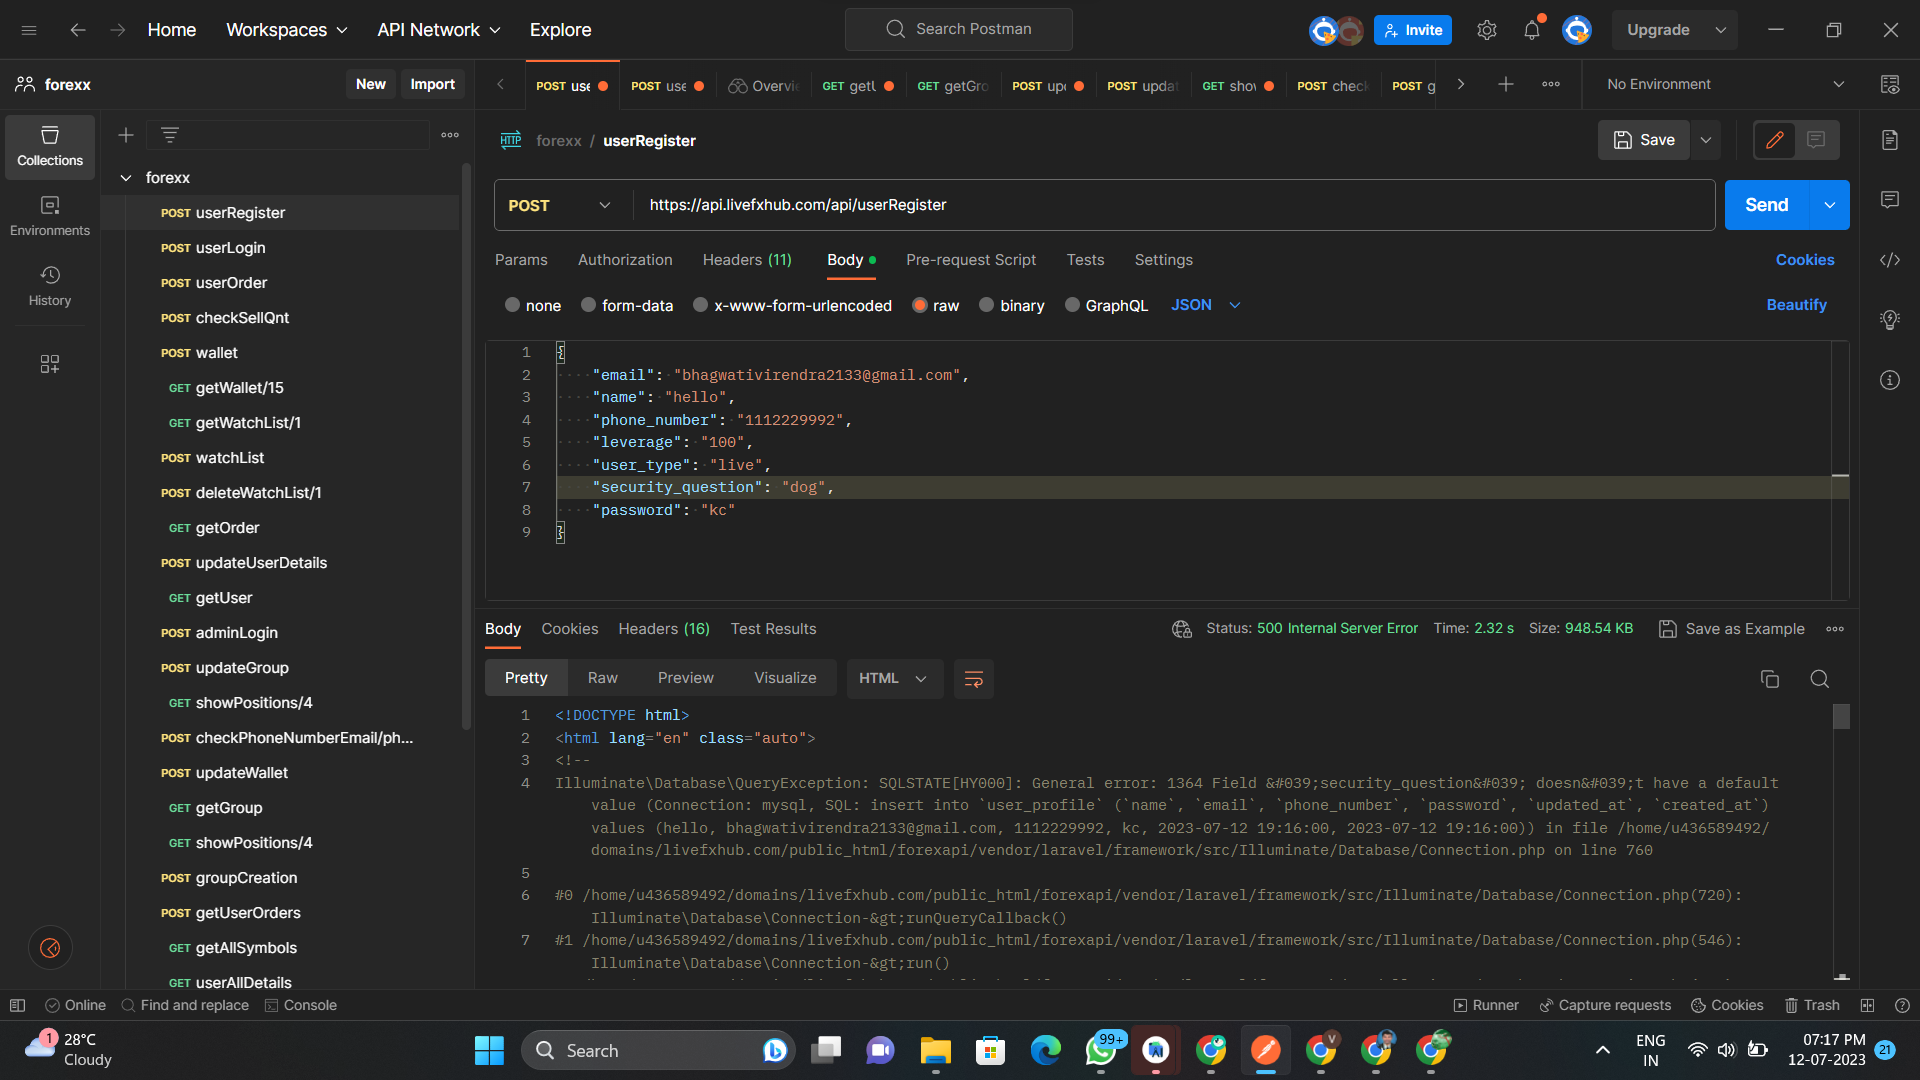 Home
Workspaces
API Network
Explore
Search Postman
Invite
Upgrade
forexx
New
Import
POST use
POST use
Overvi
GET getU
GET getGro
POST up
POST updat
GET sho
POST check
POST g
No Environment
Collections
Environments
History
forexx
POST userRegister
POST userLogin
POST userOrder
POST checkSellQnt
POST wallet
GET getWallet/15
GET getWatchList/1
POST watchList
POST deleteWatchList/1
GET getOrder
POST updateUserDetails
GET getUser
POST adminLogin
POST updateGroup
GET showPositions/4
POST checkPhoneNumberEmail/ph...
POST updateWallet
GET getGroup
GET showPositions/4
POST groupCreation
POST getUserOrders
GET getAllSymbols
GET userAllDetails
HTTP forexx / userRegister
Save
POST
https://api.livefxhub.com/api/userRegister
Send
Params
Authorization
Headers (11)
Body
Pre-request Script
Tests
Settings
Cookies
none
form-data
x-www-form-urlencoded
raw
binary
GraphQL
JSON
Beautify
1 {
2 "email": "bhagwativirendra2133@gmail.com",
3 "name": "hello",
4 "phone_number": "1112229992",
5 "leverage": "100",
6 "user_type": "live",
7 "security_question": "dog",
8 "password": "kc"
9 }
Body
Cookies
Headers (16)
Test Results
Status: 500 Internal Server Error
Time: 2.32 s
Size: 948.54 KB
Save as Example
Pretty
Raw
Preview
Visualize
HTML
1 <!DOCTYPE html>
2 <html lang="en" class="auto">
3 <!--
4 Illuminate\Database\QueryException: SQLSTATE[HY000]: General error: 1364 Field &#039;security_question&#039; doesn&#039;t have a default
value (Connection: mysql, SQL: insert into `user_profile` (`name`, `email`, `phone_number`, `password`, `updated_at`, `created_at`)
values (hello, bhagwativirendra2133@gmail.com, 1112229992, kc, 2023-07-12 19:16:00, 2023-07-12 19:16:00)) in file /home/u436589492/
domains/livefxhub.com/public_html/forexapi/vendor/laravel/framework/src/Illuminate/Database/Connection.php on line 760
5
6 #0 /home/u436589492/domains/livefxhub.com/public_html/forexapi/vendor/laravel/framework/src/Illuminate/Database/Connection.php(720):
Illuminate\Database\Connection-&gt;runQueryCallback()
7 #1 /home/u436589492/domains/livefxhub.com/public_html/forexapi/vendor/laravel/framework/src/Illuminate/Database/Connection.php(546):
Illuminate\Database\Connection-&gt;run()
Online
Find and replace
Console
Runner
Capture requests
Cookies
Trash
1
28°C
Cloudy
Search
99+
V
ENG
IN
07:17 PM
12-07-2023
21